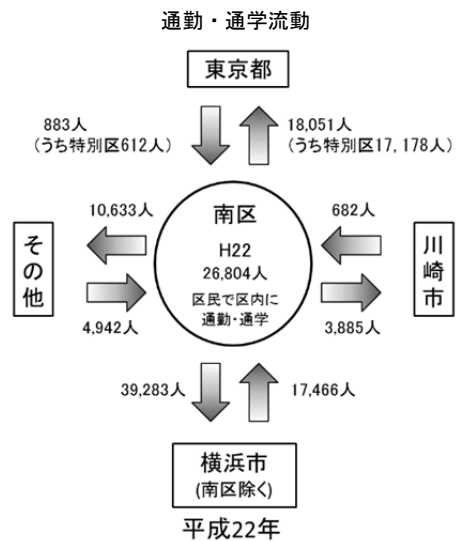 通勤・通学流動
東京都
883人
(うち特別区612人)
18,051人
(うち特別区17,178人)
10,633人
南区
682人
その他
H22
26,804人
区民で区内に
通勤・通学
川崎市
4,942人
3,885人
39,283人
17,466人
横浜市
(南区除く)
平成22年